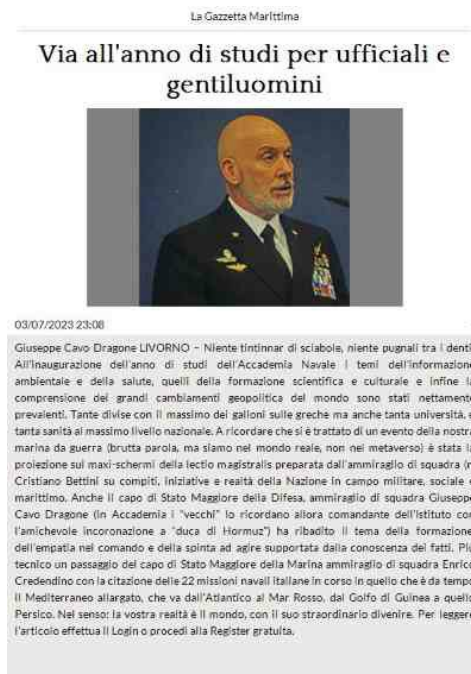 La Gazzetta Marittima
Via all'anno di studi per ufficiali e
gentiluomini
03/07/2023 23:08
Giuseppe Cavo Dragone LIVORNO – Niente tintinnar di sciabole, niente pugnali tra i denti.
All'inaugurazione dell'anno di studi dell'Accademia Navale i temi dell'informazione
ambientale e della salute, quelli della formazione scientifica e culturale e infine la
comprensione dei grandi cambiamenti geopolitica del mondo sono stati nettamente
prevalenti. Tante divise con il massimo dei galloni sulle greche ma anche tanta università, e
tanta sanità al massimo livello nazionale. A ricordare che si è trattato di un evento della nostra
marina da guerra (brutta parola, ma siamo nel mondo reale, non nel metaverso) è stata la
proiezione sui maxi-schermi della lectio magistralis preparata dall'ammiraglio di squadra (r)
Cristiano Bettini su compiti, iniziative e realtà della Nazione in campo militare, sociale e
marittimo. Anche il capo di Stato Maggiore della Difesa, ammiraglio di squadra Giuseppe
Cavo Dragone (in Accademia i "vecchi" lo ricordano allora comandante dell'Istituto con
l'amichevole incoronazione a "duca di Hormuz") ha ribadito il tema della formazione,
dell'empatia nel comando e della spinta ad agire supportata dalla conoscenza dei fatti. Più
tecnico un passaggio del capo di Stato Maggiore della Marina ammiraglio di squadra Enrico
Credendino con la citazione delle 22 missioni navali italiane in corso in quello che è da tempo
il Mediterraneo allargato, che va dall'Atlantico al Mar Rosso, dal Golfo di Guinea a quello
Persico. Nel senso: la vostra realtà è il mondo, con il suo straordinario divenire. Per leggere
l'articolo effettua il Login o procedi alla Register gratuita.